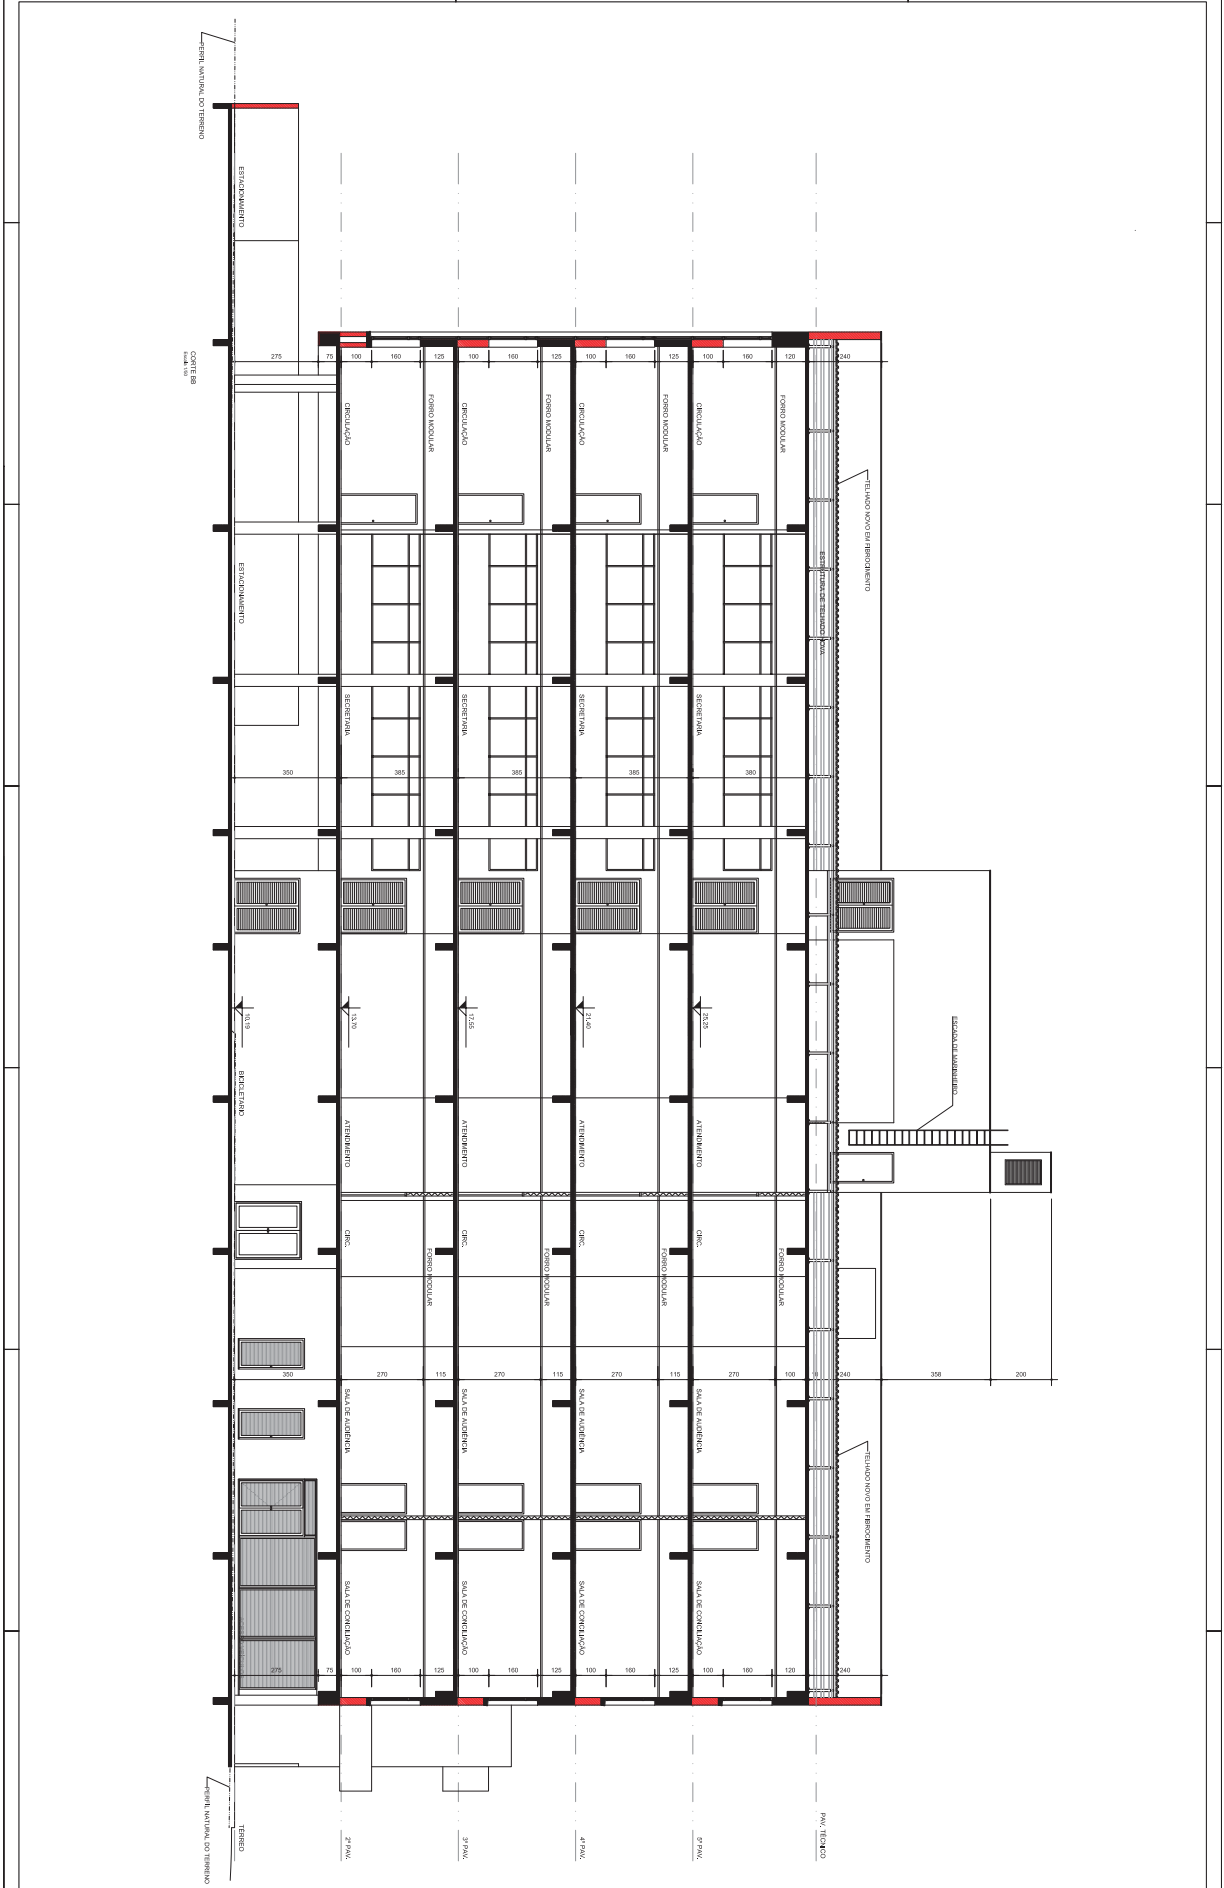 PERFIL NATURAL DO TERRENO
TELHADO NOVO EM FIBROCIMENTO
ESCADA DE MARINHEIRO
TELHADO NOVO EM FIBROCIMENTO
ESTRUTURA DE TELHADO NOVA
PAV. TÉCNICO
240
240
358
200
240
FORRO MODULAR
FORRO MODULAR
CIRCULAÇÃO
SECRETARIA
25,25
ATENDIMENTO
CIRC.
SALA DE AUDIÊNCIA
SALA DE CONCILIAÇÃO
5º PAV.
120
160
100
380
100
270
120
160
100
FORRO MODULAR
FORRO MODULAR
CIRCULAÇÃO
SECRETARIA
21,40
ATENDIMENTO
CIRC.
SALA DE AUDIÊNCIA
SALA DE CONCILIAÇÃO
4º PAV.
125
160
100
385
115
270
125
160
100
FORRO MODULAR
FORRO MODULAR
CIRCULAÇÃO
SECRETARIA
17,55
ATENDIMENTO
CIRC.
SALA DE AUDIÊNCIA
SALA DE CONCILIAÇÃO
3º PAV.
125
160
100
385
115
270
125
160
100
FORRO MODULAR
FORRO MODULAR
CIRCULAÇÃO
SECRETARIA
13,70
ATENDIMENTO
CIRC.
SALA DE AUDIÊNCIA
SALA DE CONCILIAÇÃO
2º PAV.
125
160
100
385
115
270
125
160
100
75
275
350
350
75
275
ESTACIONAMENTO
ESTACIONAMENTO
10,19
BICICLETÁRIO
TÉRREO
PERFIL NATURAL DO TERRENO
CORTE BB